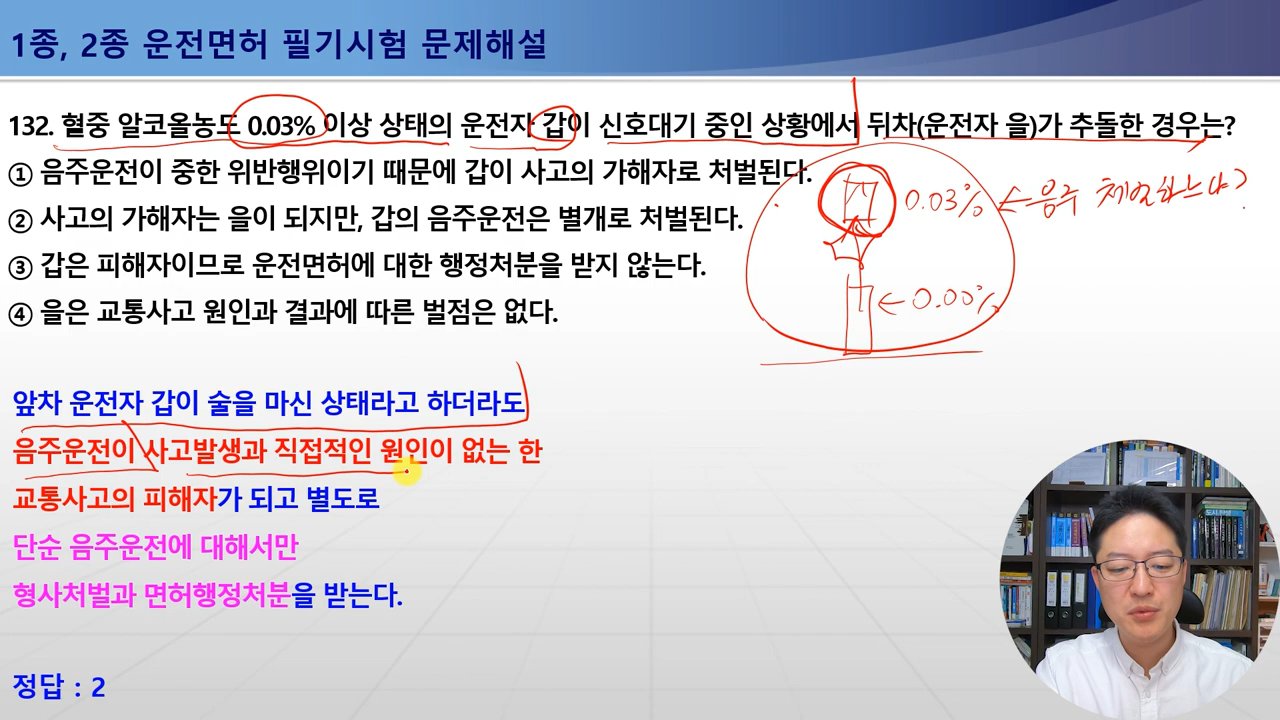 1종, 2종 운전면허 필기시험 문제해설
132. 혈중 알코올농도 0.03% 이상 상태의 운전자 갑이 신호대기 중인 상황에서 뒤차(운전자 을)가 추돌한 경우는?
① 음주운전이 중한 위반행위이기 때문에 갑이 사고의 가해자로 처벌된다.
② 사고의 가해자는 을이 되지만, 갑의 음주운전은 별개로 처벌된다.
③ 갑은 피해자이므로 운전면허에 대한 행정처분을 받지 않는다.
④ 을은 교통사고 원인과 결과에 따른 벌점은 없다.
0.03% ← 음주
← 0.00%
앞차 운전자 갑이 술을 마신 상태라고 하더라도
음주운전이 사고발생과 직접적인 원인이 없는 한
교통사고의 피해자가 되고 별도로
단순 음주운전에 대해서만
형사처벌과 면허행정처분을 받는다.
정답 : 2